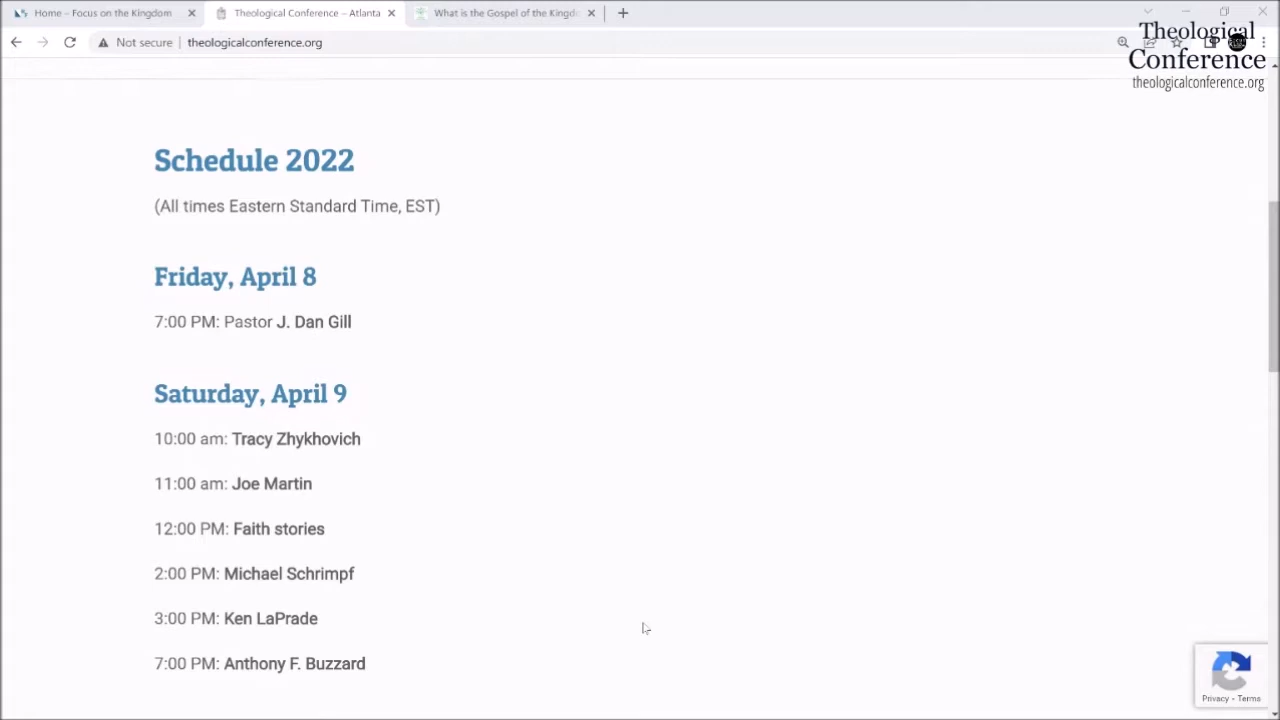 Home – Focus on the Kingdom
Theological Conference – Atlanta
What is the Gospel of the Kingd
Not secure
theologicalconference.org
Theological
Conference
theologicalconference.org
Schedule 2022
(All times Eastern Standard Time, EST)
Friday, April 8
7:00 PM: Pastor J. Dan Gill
Saturday, April 9
10:00 am: Tracy Zhykhovich
11:00 am: Joe Martin
12:00 PM: Faith stories
2:00 PM: Michael Schrimpf
3:00 PM: Ken LaPrade
7:00 PM: Anthony F. Buzzard
Privacy - Terms